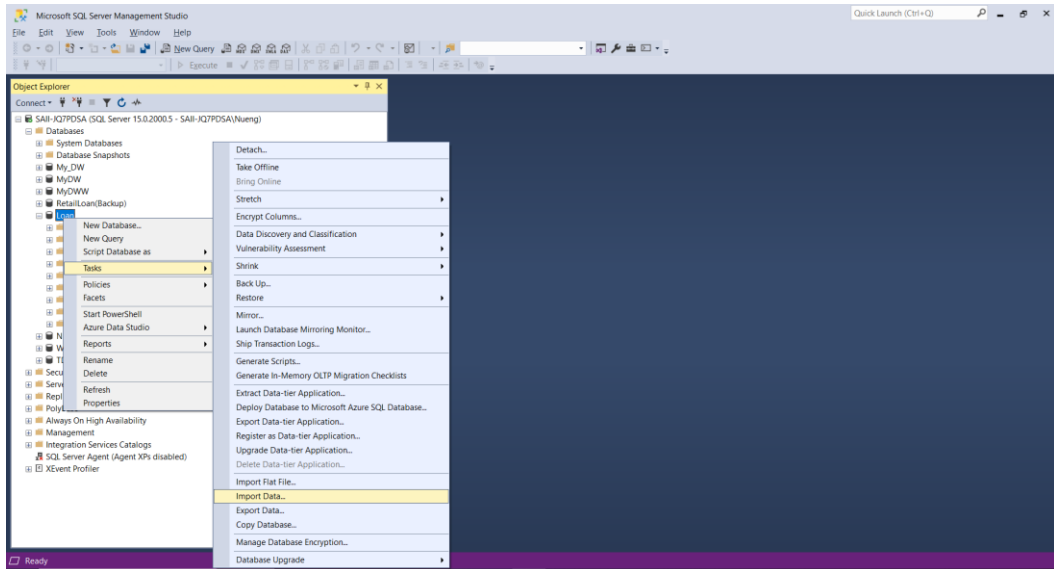 Microsoft SQL Server Management Studio
Quick Launch (Ctrl+Q)
File Edit View Tools Window Help
New Query
Execute
Object Explorer
Connect
SAII-JQ7PDSA (SQL Server 15.0.2000.5 - SAII-JQ7PDSA\Nueng)
Databases
System Databases
Database Snapshots
My_DW
MyDW
MyDWW
RetailLoan(Backup)
Loan
N
W
Secu
Serve
Repl
Always On High Availability
Management
Integration Services Catalogs
SQL Server Agent (Agent XPs disabled)
XEvent Profiler
New Database...
New Query
Script Database as
Tasks
Policies
Facets
Start PowerShell
Azure Data Studio
Reports
Rename
Delete
Refresh
Properties
Detach...
Take Offline
Bring Online
Stretch
Encrypt Columns...
Data Discovery and Classification
Vulnerability Assessment
Shrink
Back Up...
Restore
Mirror...
Launch Database Mirroring Monitor...
Ship Transaction Logs...
Generate Scripts...
Generate In-Memory OLTP Migration Checklists
Extract Data-tier Application...
Deploy Database to Microsoft Azure SQL Database...
Export Data-tier Application...
Register as Data-tier Application...
Upgrade Data-tier Application...
Delete Data-tier Application...
Import Flat File...
Import Data...
Export Data...
Copy Database...
Manage Database Encryption...
Database Upgrade
Ready